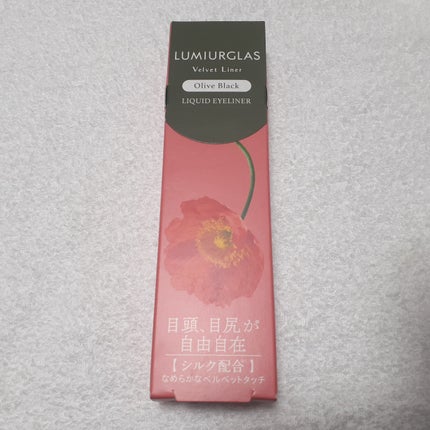 LUMIURGLAS
Velvet Liner
Olive Black
LIQUID EYELINER
目頭、目尻が
自由自在
【シルク配合】
なめらかなベルベットタッチ